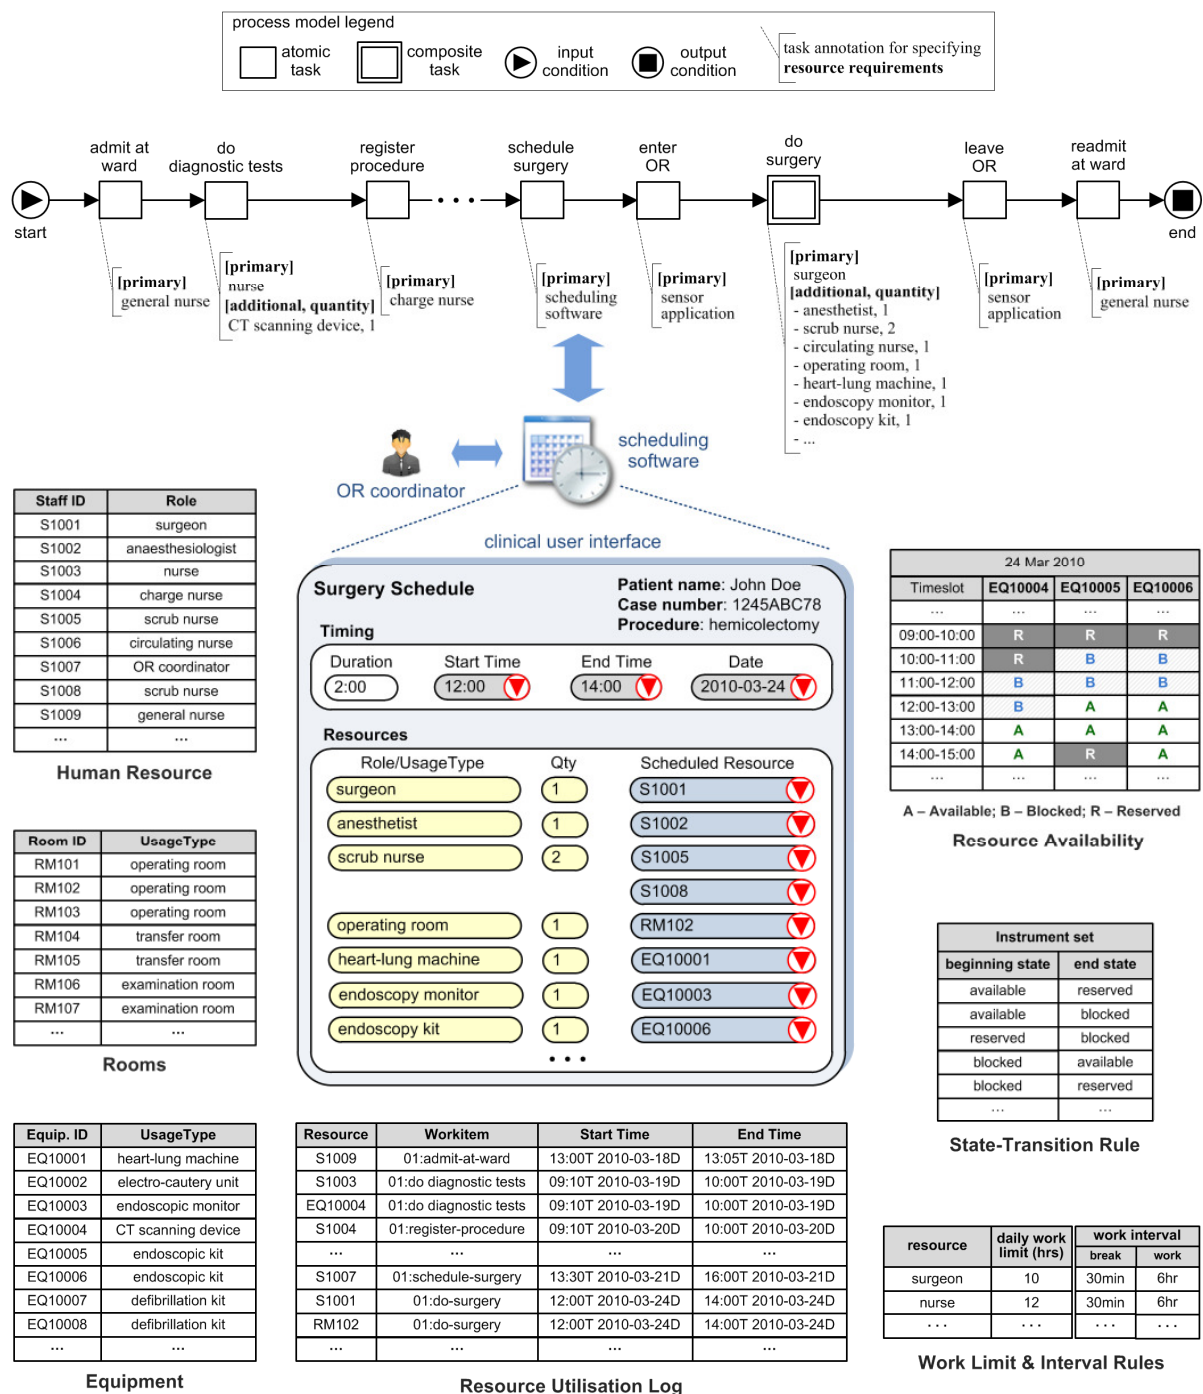 process model legend
atomic task
composite task
input condition
output condition
task annotation for specifying
resource requirements
admit at ward
do diagnostic tests
register procedure
schedule surgery
enter OR
do surgery
leave OR
readmit at ward
start
end
[primary]
general nurse
[primary]
nurse
[additional, quantity]
CT scanning device, 1
[primary]
charge nurse
[primary]
scheduling
software
[primary]
sensor
application
[primary]
surgeon
[additional, quantity]
- anesthetist, 1
- scrub nurse, 2
- circulating nurse, 1
- operating room, 1
- heart-lung machine, 1
- endoscopy monitor, 1
- endoscopy kit, 1
- ...
[primary]
sensor
application
[primary]
general nurse
OR coordinator
scheduling
software
clinical user interface
Staff ID Role
S1001 surgeon
S1002 anaesthesiologist
S1003 nurse
S1004 charge nurse
S1005 scrub nurse
S1006 circulating nurse
S1007 OR coordinator
S1008 scrub nurse
S1009 general nurse
... ...
Human Resource
Room ID UsageType
RM101 operating room
RM102 operating room
RM103 operating room
RM104 transfer room
RM105 transfer room
RM106 examination room
RM107 examination room
... ...
Rooms
Equip. ID UsageType
EQ10001 heart-lung machine
EQ10002 electro-cautery unit
EQ10003 endoscopic monitor
EQ10004 CT scanning device
EQ10005 endoscopic kit
EQ10006 endoscopic kit
EQ10007 defibrillation kit
EQ10008 defibrillation kit
... ...
Equipment
Surgery Schedule
Patient name: John Doe
Case number: 1245ABC78
Procedure: hemicolectomy
Timing
Duration Start Time End Time Date
2:00 12:00 14:00 2010-03-24
Resources
Role/UsageType Qty Scheduled Resource
surgeon 1 S1001
anesthetist 1 S1002
scrub nurse 2 S1005
S1008
operating room 1 RM102
heart-lung machine 1 EQ10001
endoscopy monitor 1 EQ10003
endoscopy kit 1 EQ10006
...
Resource Workitem Start Time End Time
S1009 01:admit-at-ward 13:00T 2010-03-18D 13:05T 2010-03-18D
S1003 01:do diagnostic tests 09:10T 2010-03-19D 10:00T 2010-03-19D
EQ10004 01:do diagnostic tests 09:10T 2010-03-19D 10:00T 2010-03-19D
S1004 01:register-procedure 09:10T 2010-03-20D 10:00T 2010-03-20D
... ... ... ...
S1007 01:schedule-surgery 13:30T 2010-03-21D 16:00T 2010-03-21D
S1001 01:do-surgery 12:00T 2010-03-24D 14:00T 2010-03-24D
RM102 01:do-surgery 12:00T 2010-03-24D 14:00T 2010-03-24D
... ... ... ...
Resource Utilisation Log
24 Mar 2010
Timeslot EQ10004 EQ10005 EQ10006
... ... ... ...
09:00-10:00 R R R
10:00-11:00 R B B
11:00-12:00 B B B
12:00-13:00 B A A
13:00-14:00 A A A
14:00-15:00 A R A
... ... ... ...
A – Available; B – Blocked; R – Reserved
Resource Availability
Instrument set
beginning state end state
available reserved
available blocked
reserved blocked
blocked available
blocked reserved
... ...
State-Transition Rule
resource daily work limit (hrs) work interval
break work
surgeon 10 30min 6hr
nurse 12 30min 6hr
... ... ... ...
Work Limit & Interval Rules